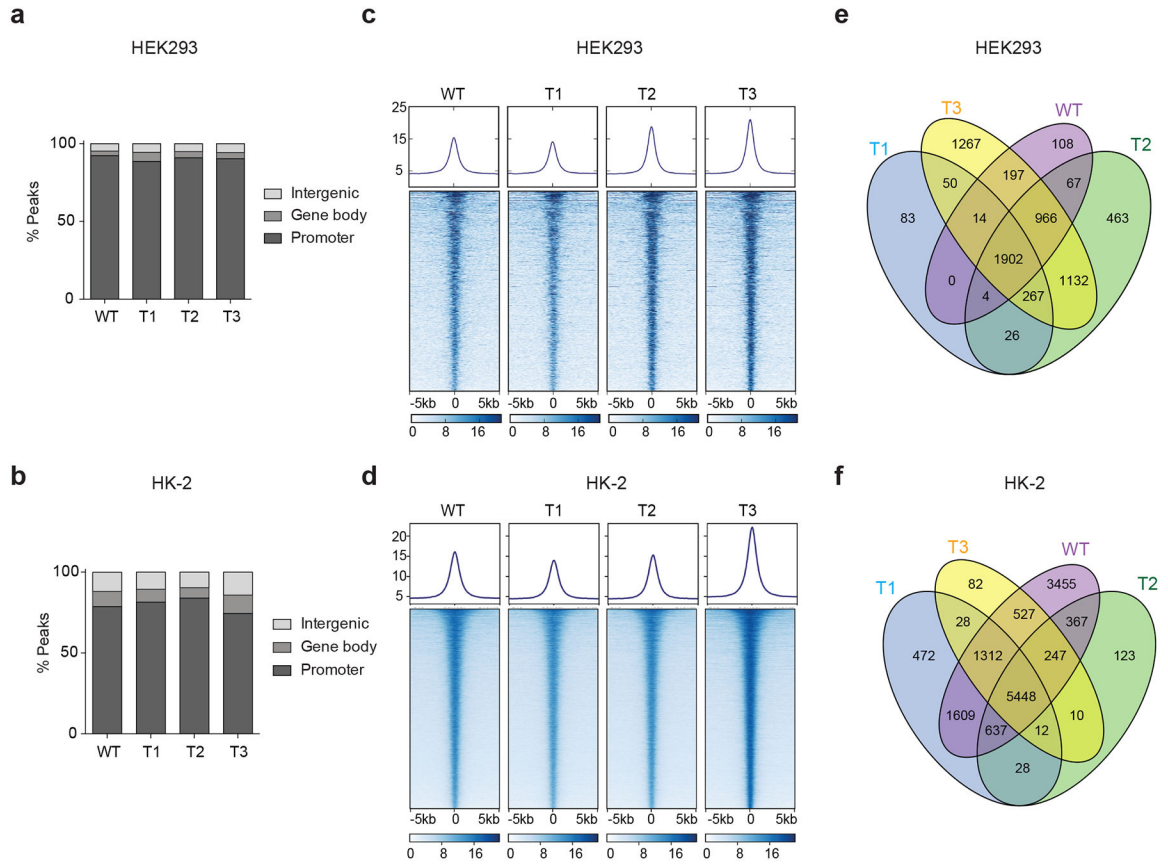 a
HEK293
% Peaks
100
50
0
WT T1 T2 T3
Intergenic
Gene body
Promoter
b
HK-2
% Peaks
100
50
0
WT T1 T2 T3
Intergenic
Gene body
Promoter
c
HEK293
WT T1 T2 T3
25
15
5
-5kb 0 5kb -5kb 0 5kb -5kb 0 5kb -5kb 0 5kb
0 8 16 0 8 16 0 8 16 0 8 16
d
HK-2
WT T1 T2 T3
20
15
10
5
-5kb 0 5kb -5kb 0 5kb -5kb 0 5kb -5kb 0 5kb
0 8 16 0 8 16 0 8 16 0 8 16
e
HEK293
T3 WT
T1 T2
1267 108
50 197 67
83 14 966 463
1902
0 4 267 1132
26
f
HK-2
T3 WT
T1 T2
82 3455
28 527 367
472 1312 247 123
5448
1609 637 12 10
28